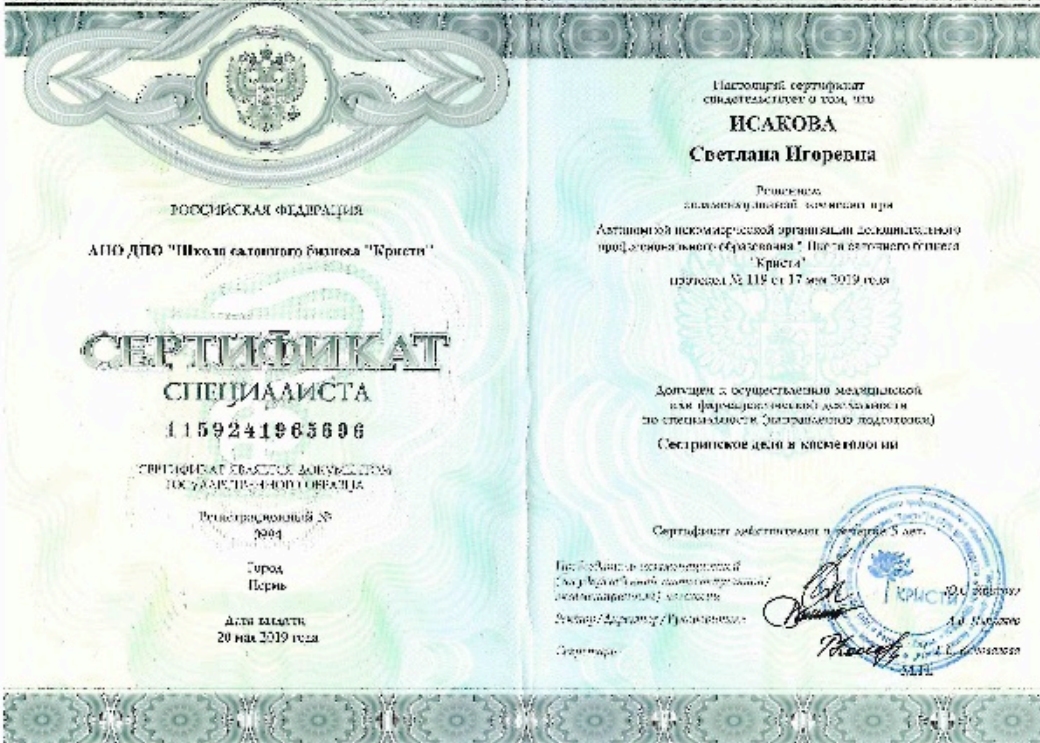 РОССИЙСКАЯ ФЕДЕРАЦИЯ
АНО ДПО "Школа салонного бизнеса "Кристи"
СЕРТИФИКАТ
СПЕЦИАЛИСТА
1159241965696
СЕРТИФИКАТ ЯВЛЯЕТСЯ ДОКУМЕНТОМ
ГОСУДАРСТВЕННОГО ОБРАЗЦА
Регистрационный №
Город
Пермь
Дата выдачи
20 мая 2019 года
Настоящий сертификат
свидетельствует о том, что
ИСАКОВА
Светлана Игоревна
Решением
экзаменационной комиссии при
Автономной некоммерческой организации дополнительного
профессионального образования " Школа салонного бизнеса
"Кристи"
протокол № 119 от 17 мая 2019 года
Допущен к осуществлению медицинской
или фармацевтической деятельности
по специальности (направлению подготовки)
Сестринское дело в косметологии
Сертификат действителен в течение 5 лет.
Председатель экзаменационной
Ректор/Директор/Руководитель
Секретарь
КРИСТИ
М.П.